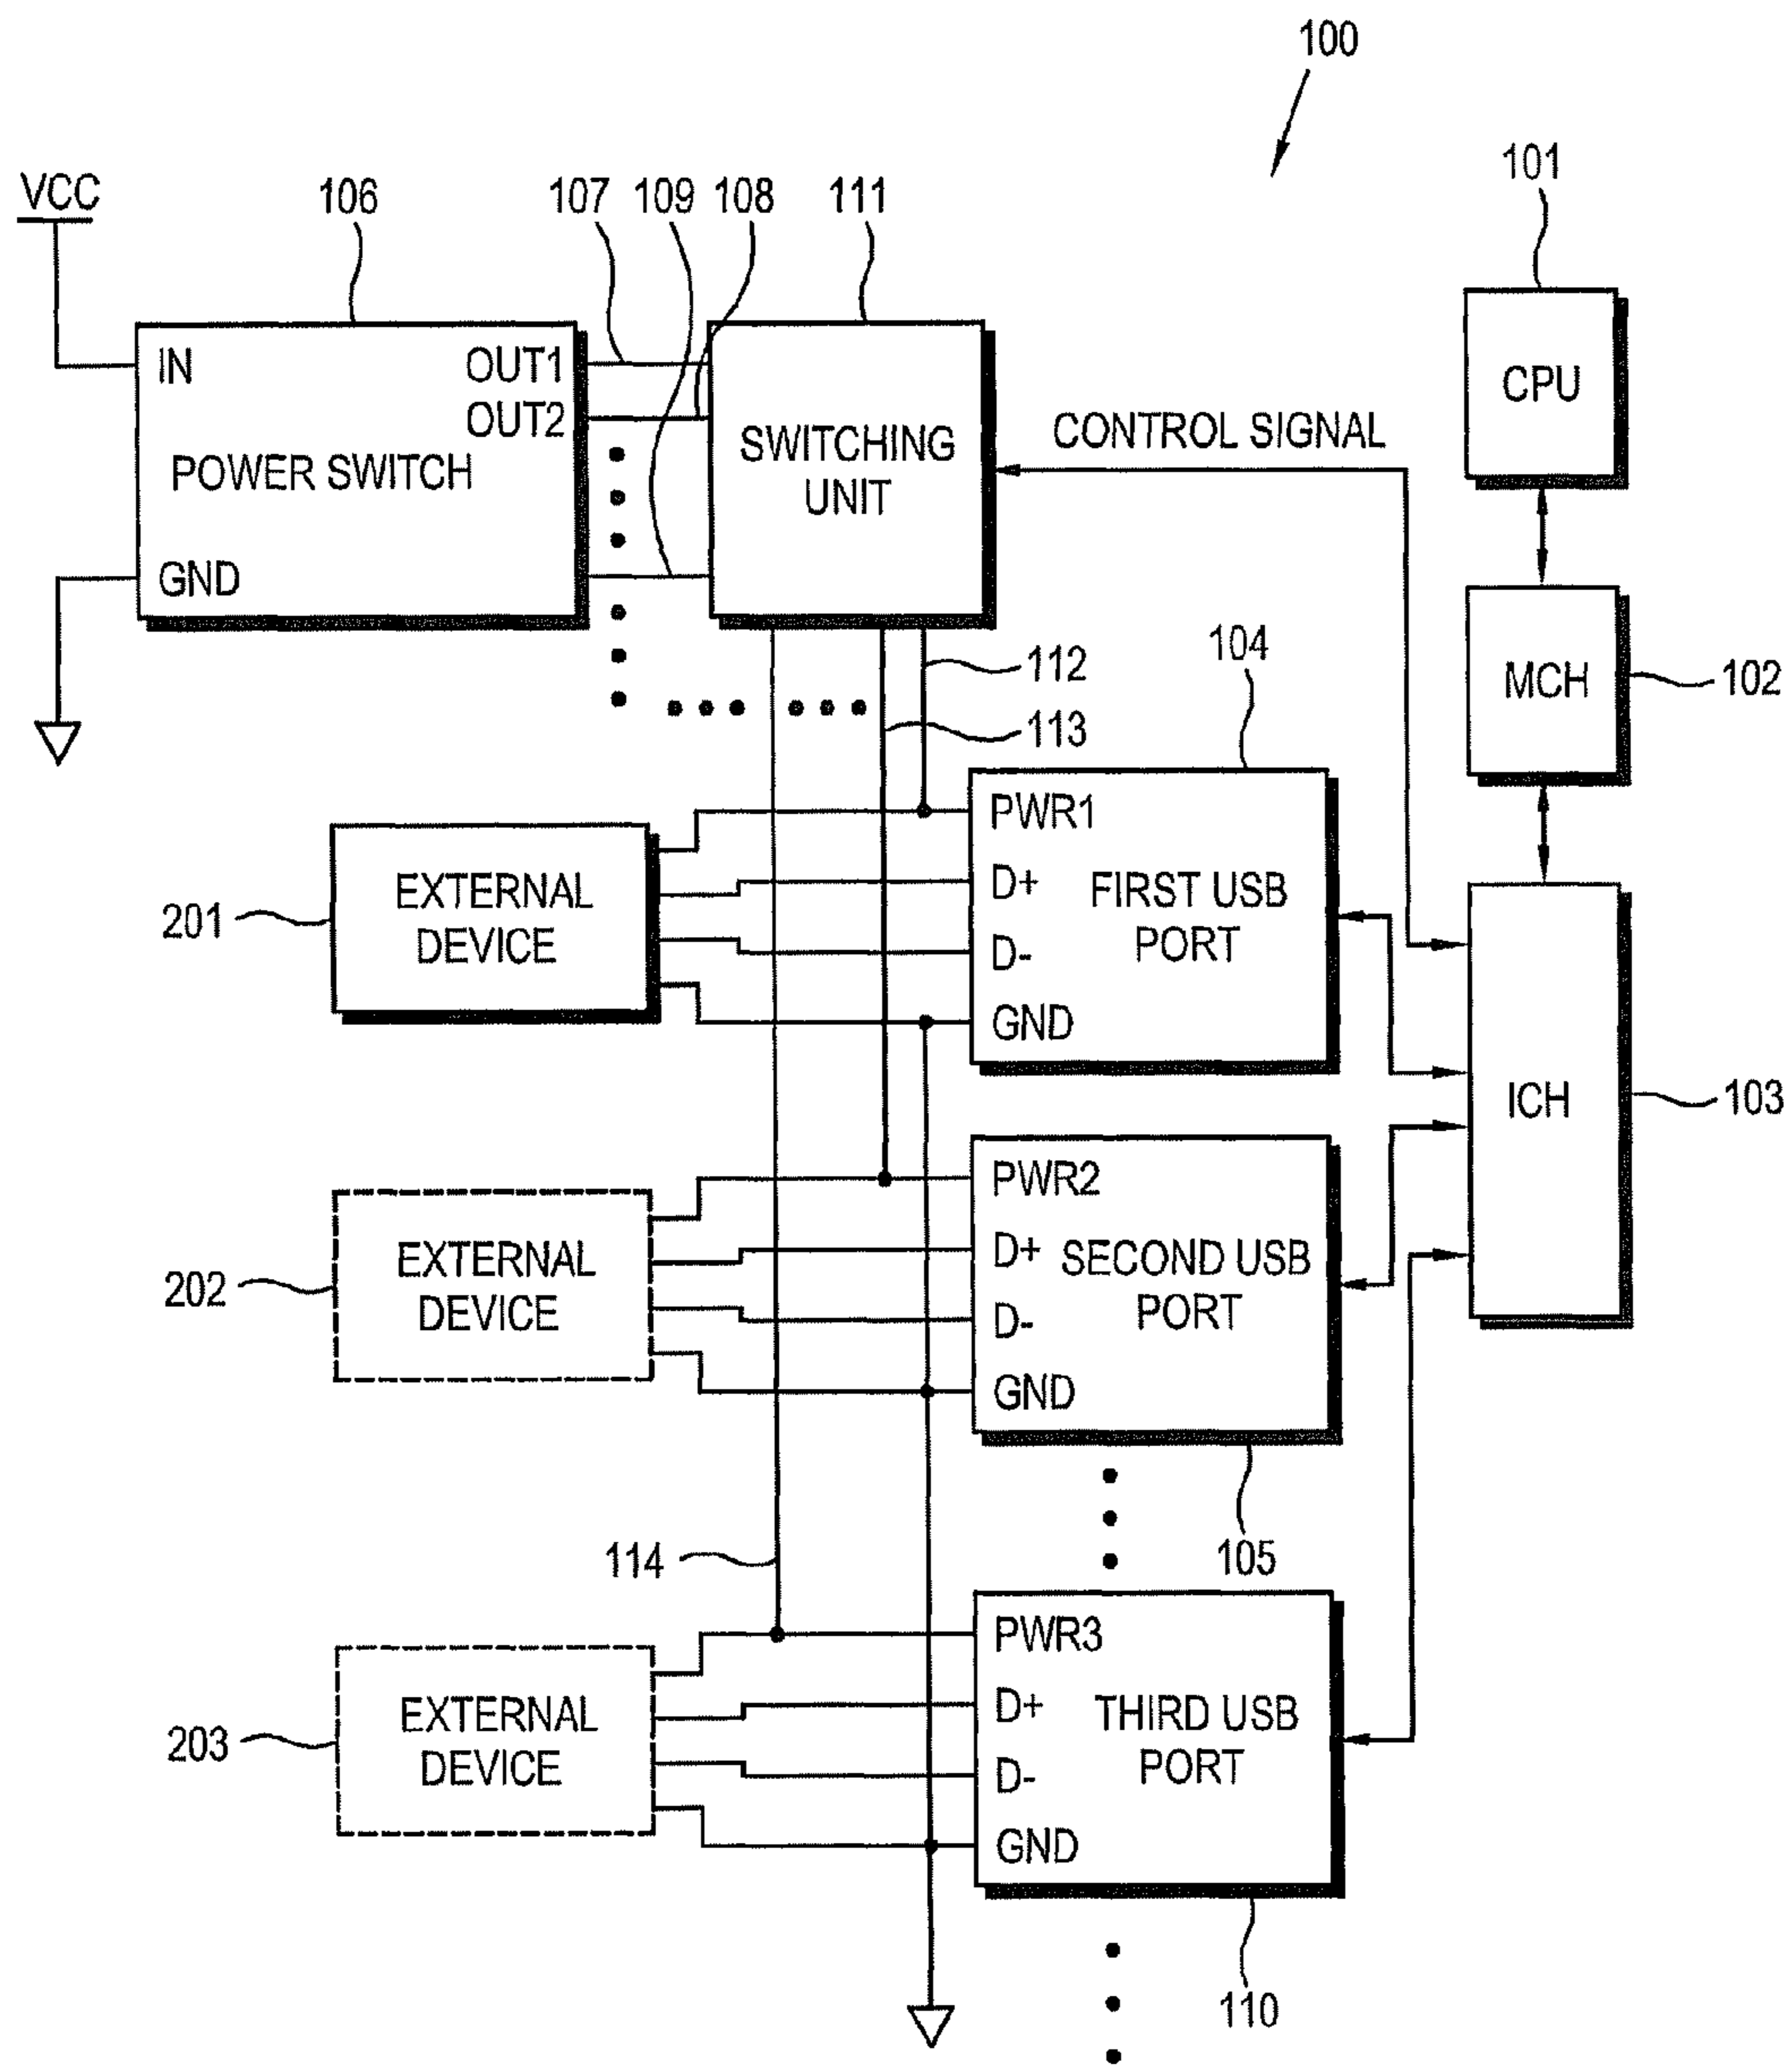 100
VCC
106
107
109
108
111
101
IN
OUT1
OUT2
POWER SWITCH
GND
SWITCHING
UNIT
CONTROL SIGNAL
CPU
112
113
104
MCH
102
201
EXTERNAL
DEVICE
PWR1
D+
D-
GND
FIRST USB
PORT
ICH
103
202
EXTERNAL
DEVICE
PWR2
D+
D-
GND
SECOND USB
PORT
105
114
203
EXTERNAL
DEVICE
PWR3
D+
D-
GND
THIRD USB
PORT
110